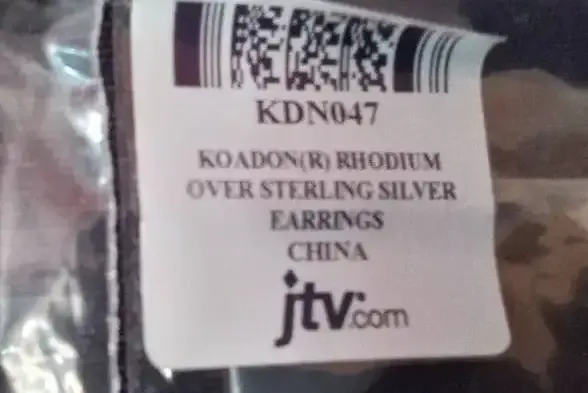 KDN047
KOADON(R) RHODIUM
OVER STERLING SILVER
EARRINGS
CHINA
jtv.com